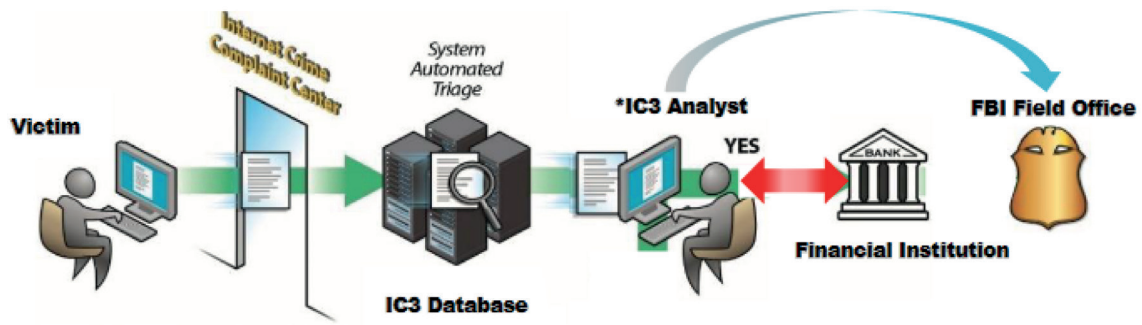 Victim
Internet Crime
Complaint Center
System
Automated
Triage
IC3 Database
*IC3 Analyst
YES
BANK
Financial Institution
FBI Field Office